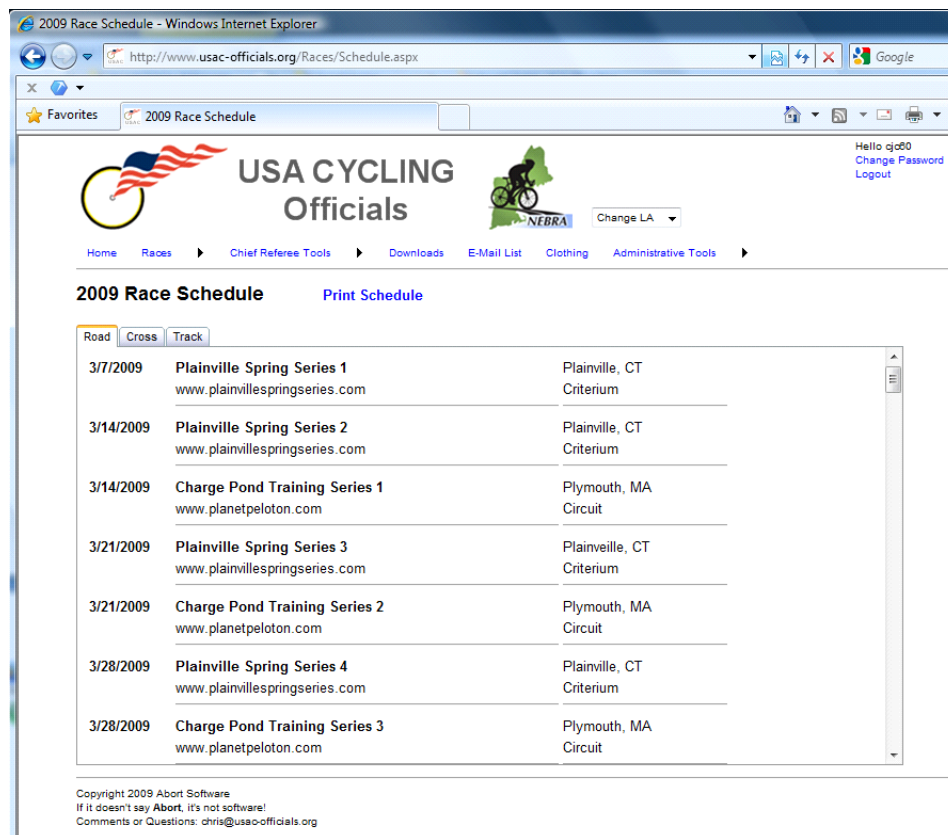 2009 Race Schedule - Windows Internet Explorer
http://www.usac-officials.org/Races/Schedule.aspx
Google
X
Favorites
USAC
2009 Race Schedule
Hello cjc60
Change Password
Logout
USA CYCLING
Officials
NEBRA
Change LA
Home Races Chief Referee Tools Downloads E-Mail List Clothing Administrative Tools
2009 Race Schedule Print Schedule
Road Cross Track
3/7/2009 Plainville Spring Series 1 Plainville, CT
www.plainvillespringseries.com Criterium
3/14/2009 Plainville Spring Series 2 Plainville, CT
www.plainvillespringseries.com Criterium
3/14/2009 Charge Pond Training Series 1 Plymouth, MA
www.planetpeloton.com Circuit
3/21/2009 Plainville Spring Series 3 Plainveille, CT
www.plainvillespringseries.com Criterium
3/21/2009 Charge Pond Training Series 2 Plymouth, MA
www.planetpeloton.com Circuit
3/28/2009 Plainville Spring Series 4 Plainville, CT
www.plainvillespringseries.com Criterium
3/28/2009 Charge Pond Training Series 3 Plymouth, MA
www.planetpeloton.com Circuit
Copyright 2009 Abort Software
If it doesn't say Abort, it's not software!
Comments or Questions: chris@usac-officials.org